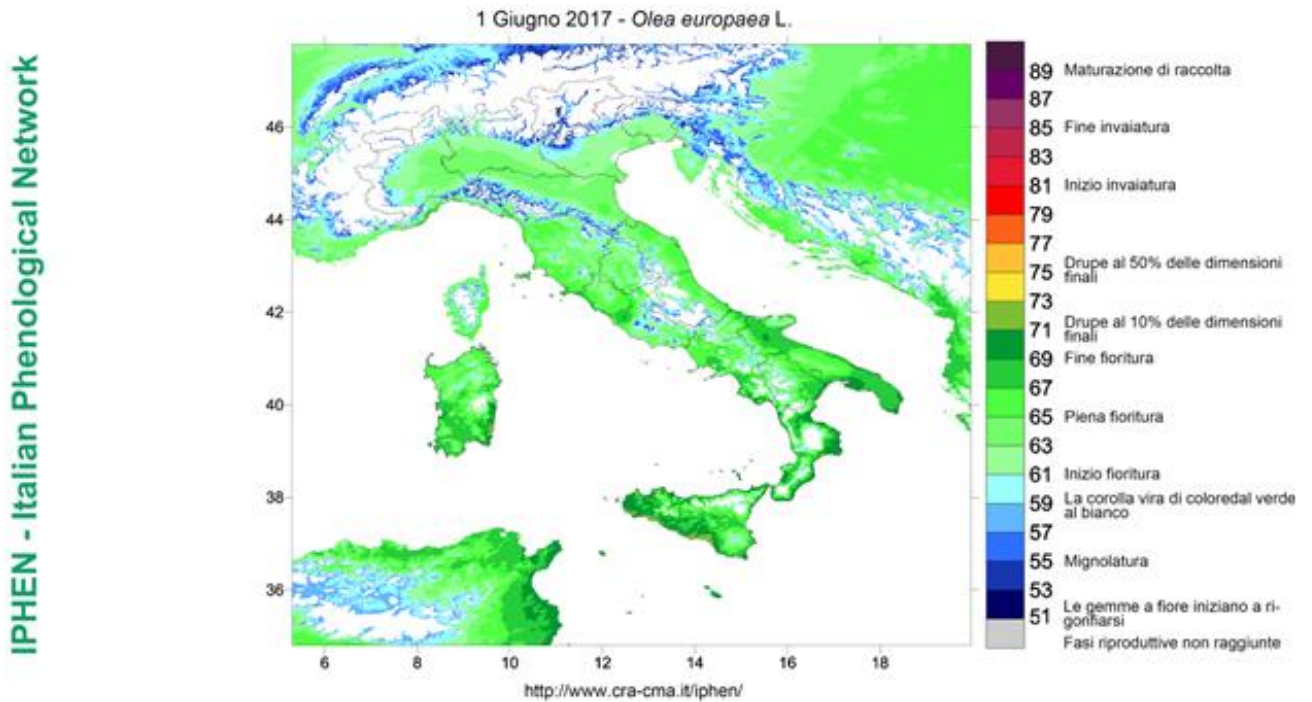 IPHEN - Italian Phenological Network
1 Giugno 2017 - Olea europaea L.
46
44
42
40
38
36
6
8
10
12
14
16
18
http://www.cra-cma.it/iphen/
89 Maturazione di raccolta
87
85 Fine invaiatura
83
81 Inizio invaiatura
79
77
Drupe al 50% delle dimensioni
75 finali
73
Drupe al 10% delle dimensioni
71 finali
69 Fine fioritura
67
65 Piena fioritura
63
61 Inizio fioritura
59 La corolla vira di coloredal verde
al bianco
57
55 Mignolatura
53
Le gemme a fiore iniziano a ri-
51 gonfiarsi
Fasi riproduttive non raggiunte